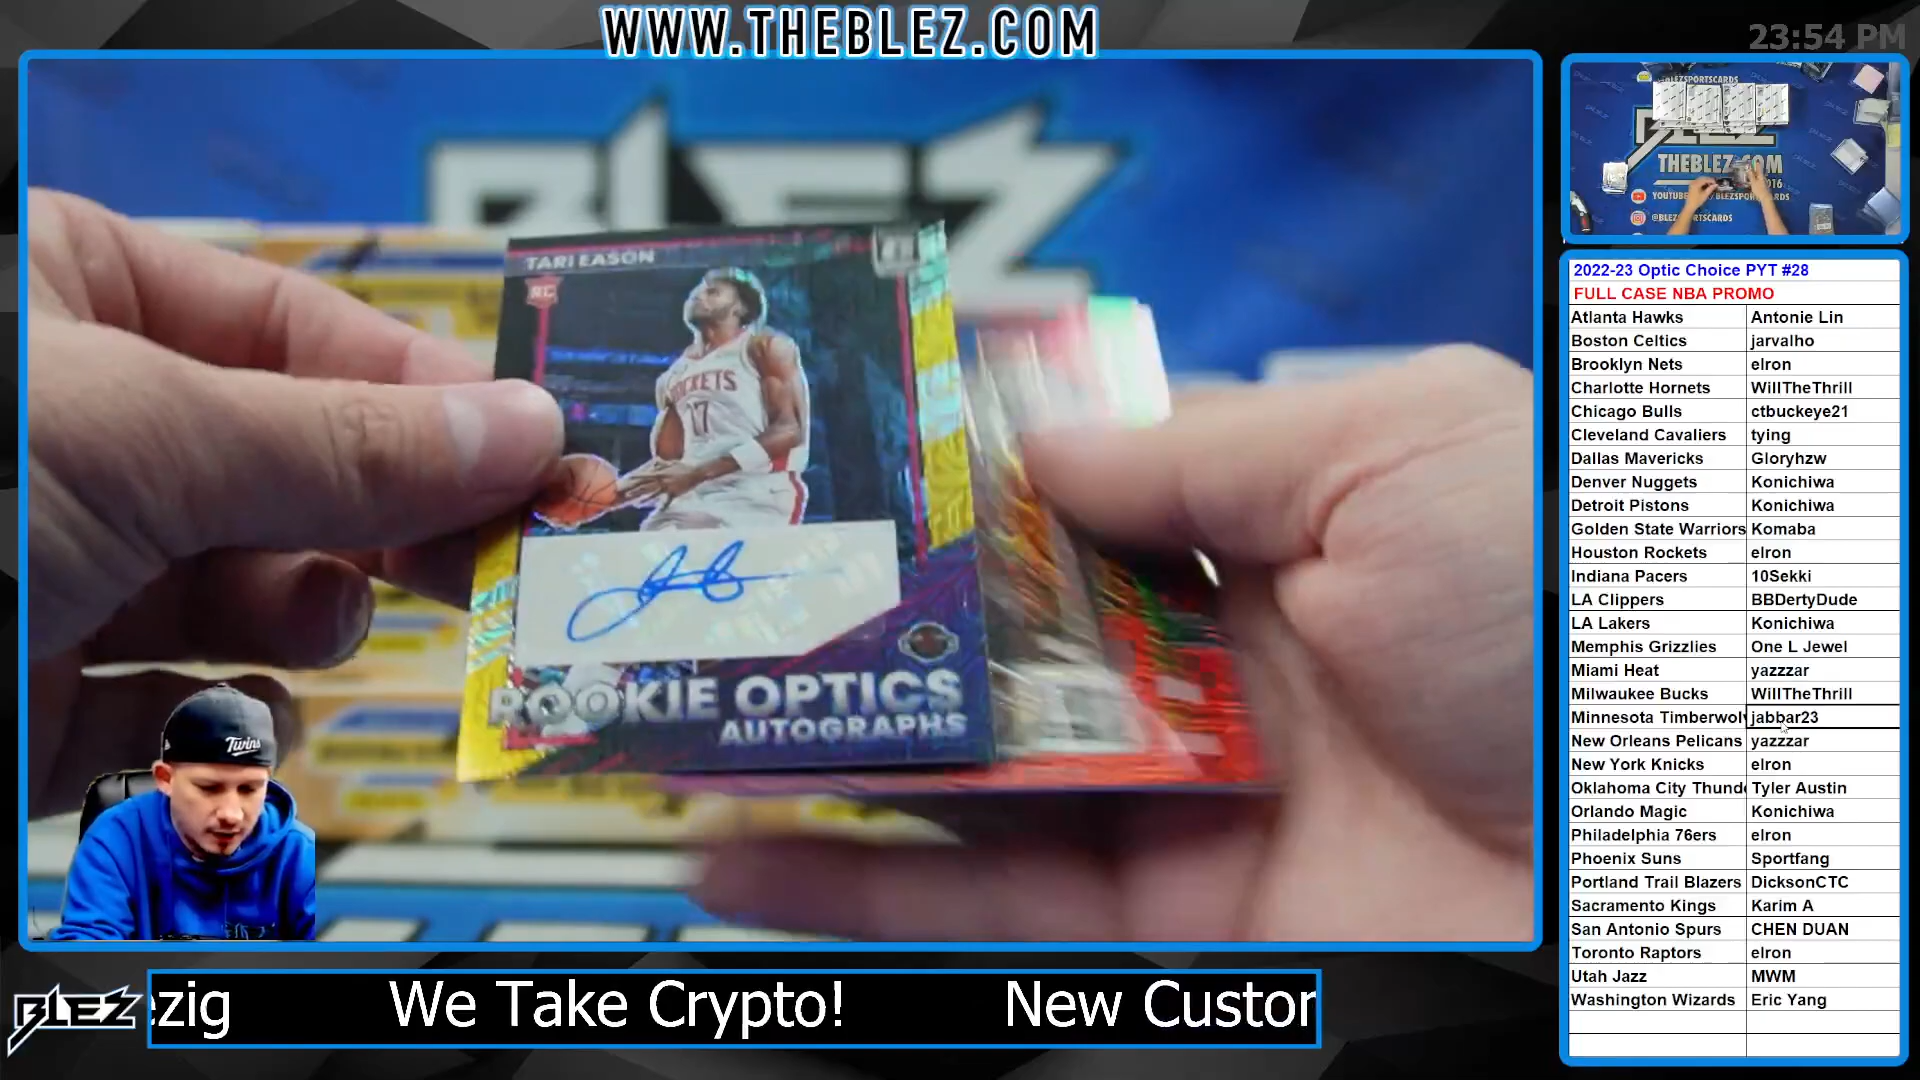 WWW.THEBLEZ.COM
23:54 PM
BLEZ
TARI EASON
RC
ROCKETS
17
ROOKIE OPTICS
AUTOGRAPHS
Twins
THEBLEZ.COM
@BLEZSPORTSCARDS
2022-23 Optic Choice PYT #28
FULL CASE NBA PROMO
Atlanta Hawks Antonie Lin
Boston Celtics jarvalho
Brooklyn Nets elron
Charlotte Hornets WillTheThrill
Chicago Bulls ctbuckeye21
Cleveland Cavaliers tying
Dallas Mavericks Gloryhzw
Denver Nuggets Konichiwa
Detroit Pistons Konichiwa
Golden State Warriors Komaba
Houston Rockets elron
Indiana Pacers 10Sekki
LA Clippers BBDertyDude
LA Lakers Konichiwa
Memphis Grizzlies One L Jewel
Miami Heat yazzzar
Milwaukee Bucks WillTheThrill
Minnesota Timberwolv jabbar23
New Orleans Pelicans yazzzar
New York Knicks elron
Oklahoma City Thund Tyler Austin
Orlando Magic Konichiwa
Philadelphia 76ers elron
Phoenix Suns Sportfang
Portland Trail Blazers DicksonCTC
Sacramento Kings Karim A
San Antonio Spurs CHEN DUAN
Toronto Raptors elron
Utah Jazz MWM
Washington Wizards Eric Yang
BLEZ
ezig We Take Crypto! New Custor